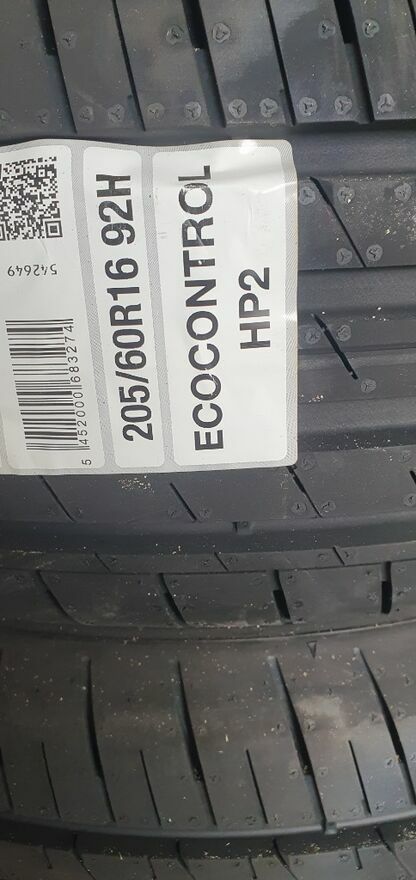 ECOCONTROL
HP2
205/60R16 92H
542649
5 452000 683274